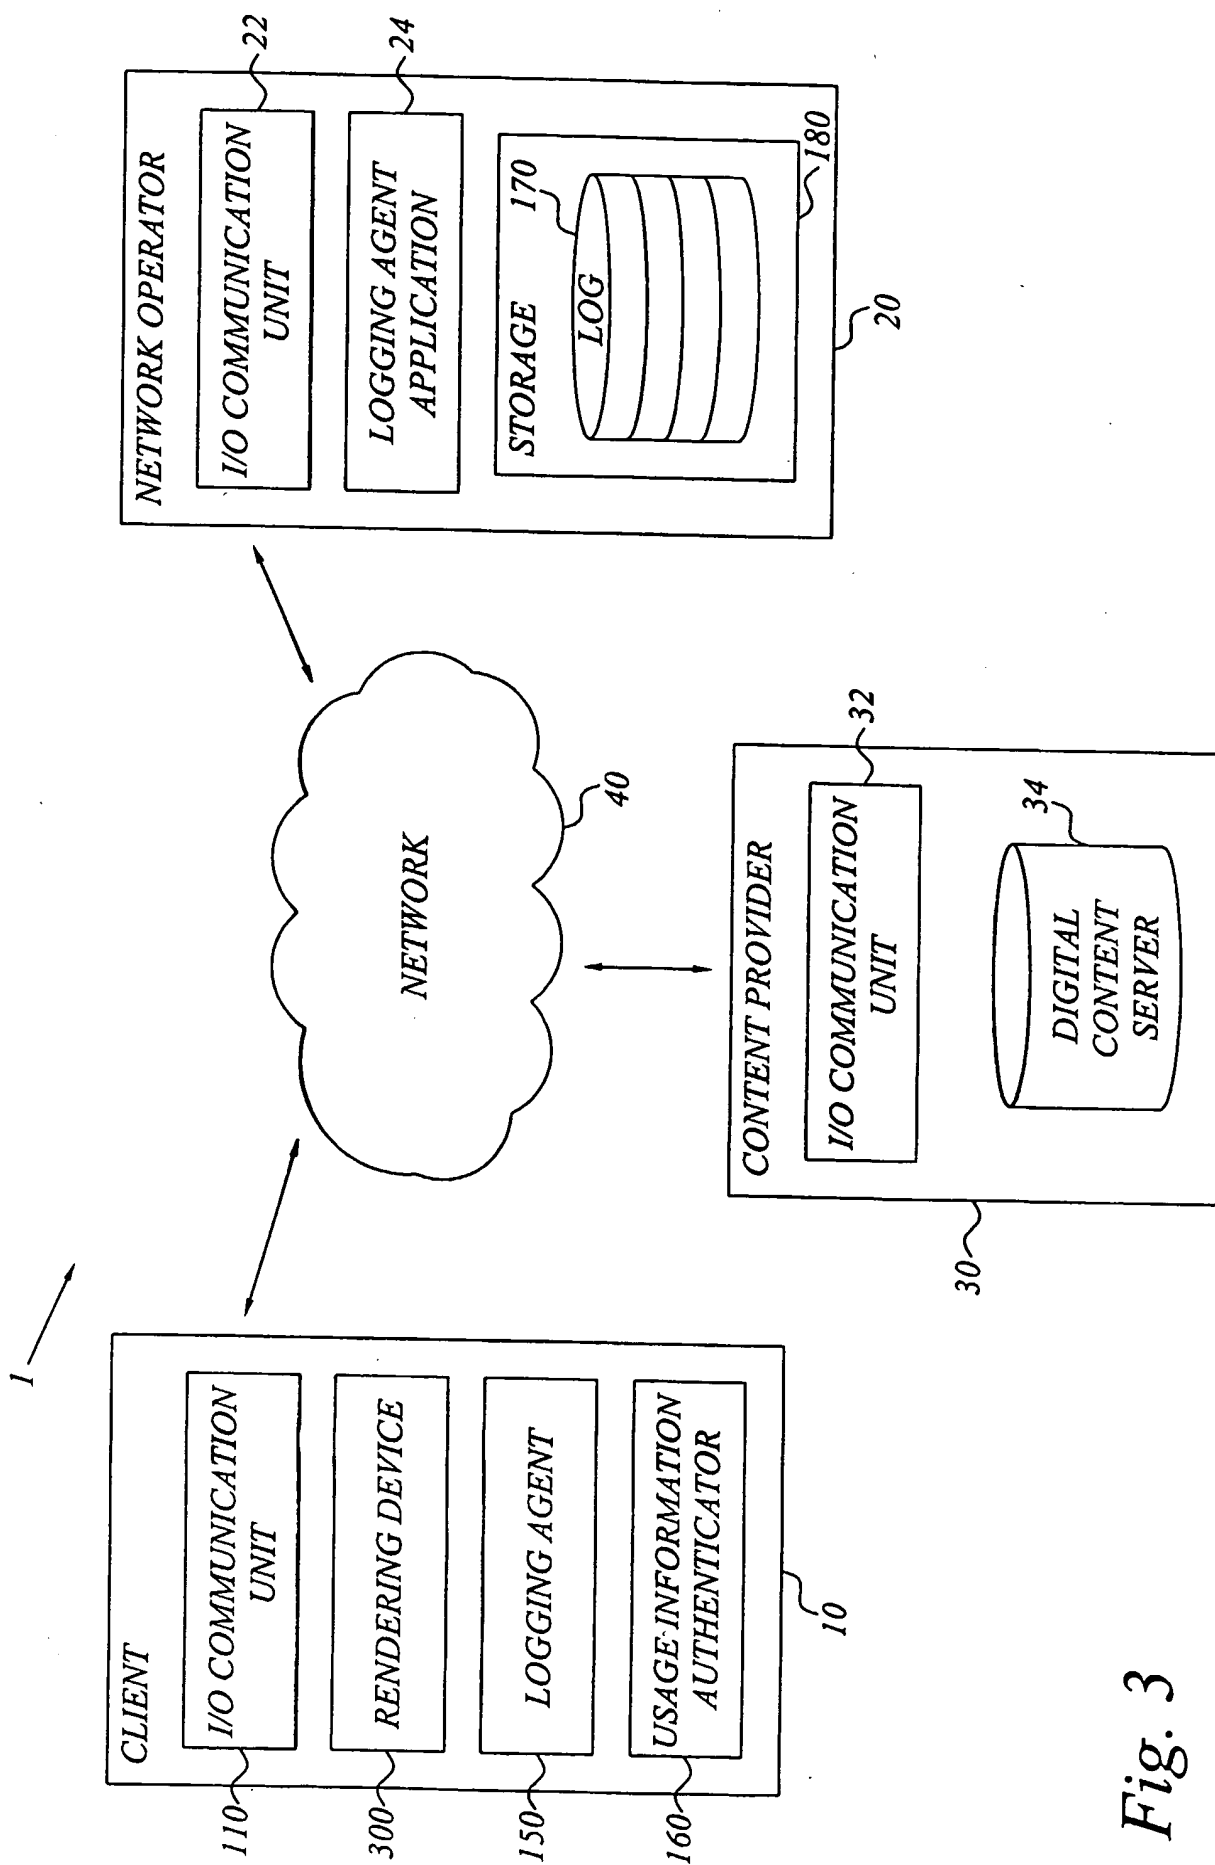 1
CLIENT
I/O COMMUNICATION
UNIT
110
RENDERING DEVICE
300
LOGGING AGENT
150
USAGE-INFORMATION
AUTHENTICATOR
160
10
NETWORK
40
CONTENT PROVIDER
I/O COMMUNICATION
UNIT
32
DIGITAL
CONTENT
SERVER
34
30
NETWORK OPERATOR
I/O COMMUNICATION
UNIT
22
LOGGING AGENT
APPLICATION
24
STORAGE
LOG
170
180
20
Fig. 3